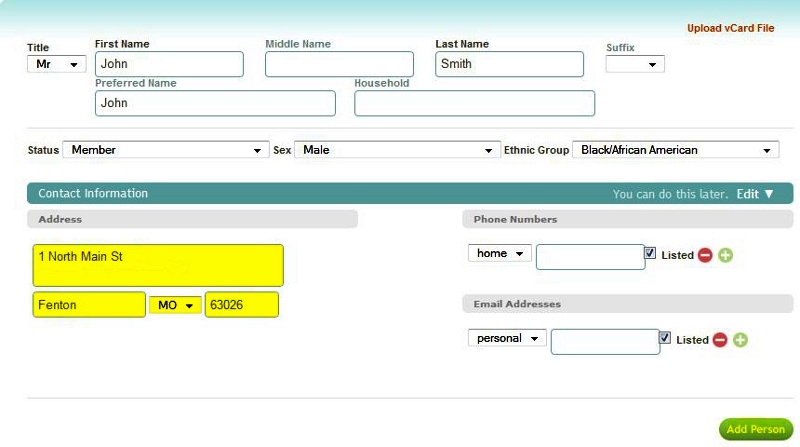 Upload vCard File
Title First Name Middle Name Last Name Suffix
Mr John Smith
Preferred Name Household
John
Status Member Sex Male Ethnic Group Black/African American
Contact Information You can do this later. Edit ▼
Address Phone Numbers
1 North Main St home Listed
Fenton MO 63026
Email Addresses
personal Listed
Add Person